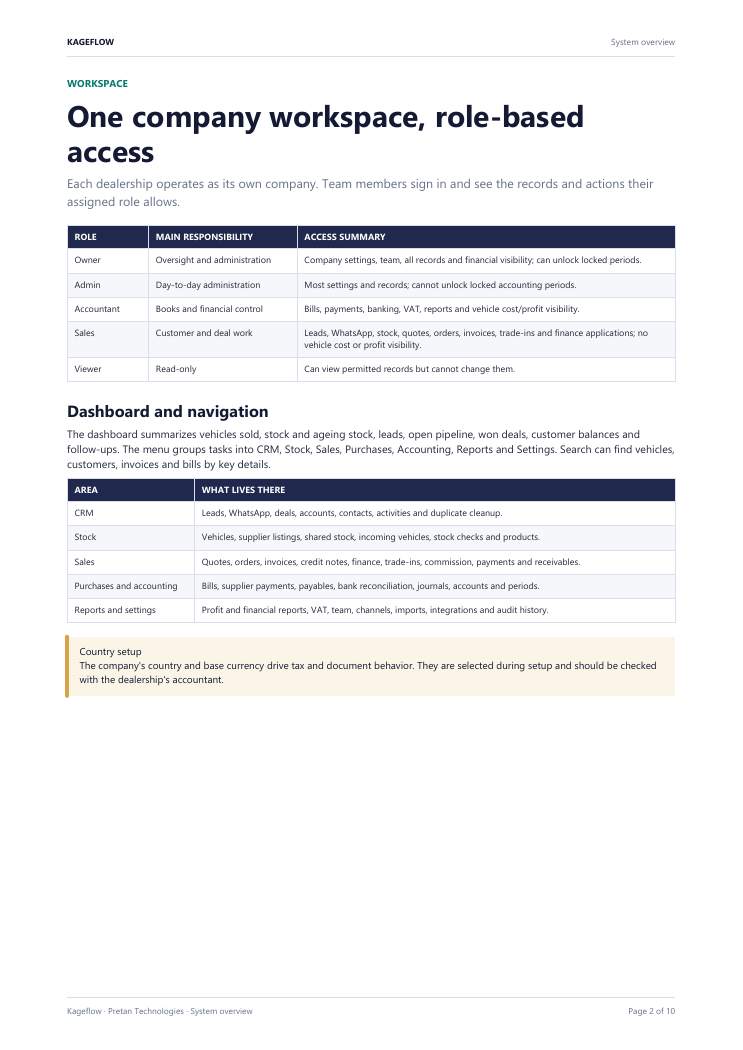 KAGEFLOW
System overview
WORKSPACE
One company workspace, role-based
access
Each dealership operates as its own company. Team members sign in and see the records and actions their
assigned role allows.
ROLE MAIN RESPONSIBILITY ACCESS SUMMARY
Owner Oversight and administration Company settings, team, all records and financial visibility; can unlock locked periods.
Admin Day-to-day administration Most settings and records; cannot unlock locked accounting periods.
Accountant Books and financial control Bills, payments, banking, VAT, reports and vehicle cost/profit visibility.
Sales Customer and deal work Leads, WhatsApp, stock, quotes, orders, invoices, trade-ins and finance applications; no
vehicle cost or profit visibility.
Viewer Read-only Can view permitted records but cannot change them.
Dashboard and navigation
The dashboard summarizes vehicles sold, stock and ageing stock, leads, open pipeline, won deals, customer balances and
follow-ups. The menu groups tasks into CRM, Stock, Sales, Purchases, Accounting, Reports and Settings. Search can find vehicles,
customers, invoices and bills by key details.
AREA WHAT LIVES THERE
CRM Leads, WhatsApp, deals, accounts, contacts, activities and duplicate cleanup.
Stock Vehicles, supplier listings, shared stock, incoming vehicles, stock checks and products.
Sales Quotes, orders, invoices, credit notes, finance, trade-ins, commission, payments and receivables.
Purchases and accounting Bills, supplier payments, payables, bank reconciliation, journals, accounts and periods.
Reports and settings Profit and financial reports, VAT, team, channels, imports, integrations and audit history.
Country setup
The company's country and base currency drive tax and document behavior. They are selected during setup and should be checked
with the dealership's accountant.
Kageflow · Pretan Technologies · System overview
Page 2 of 10